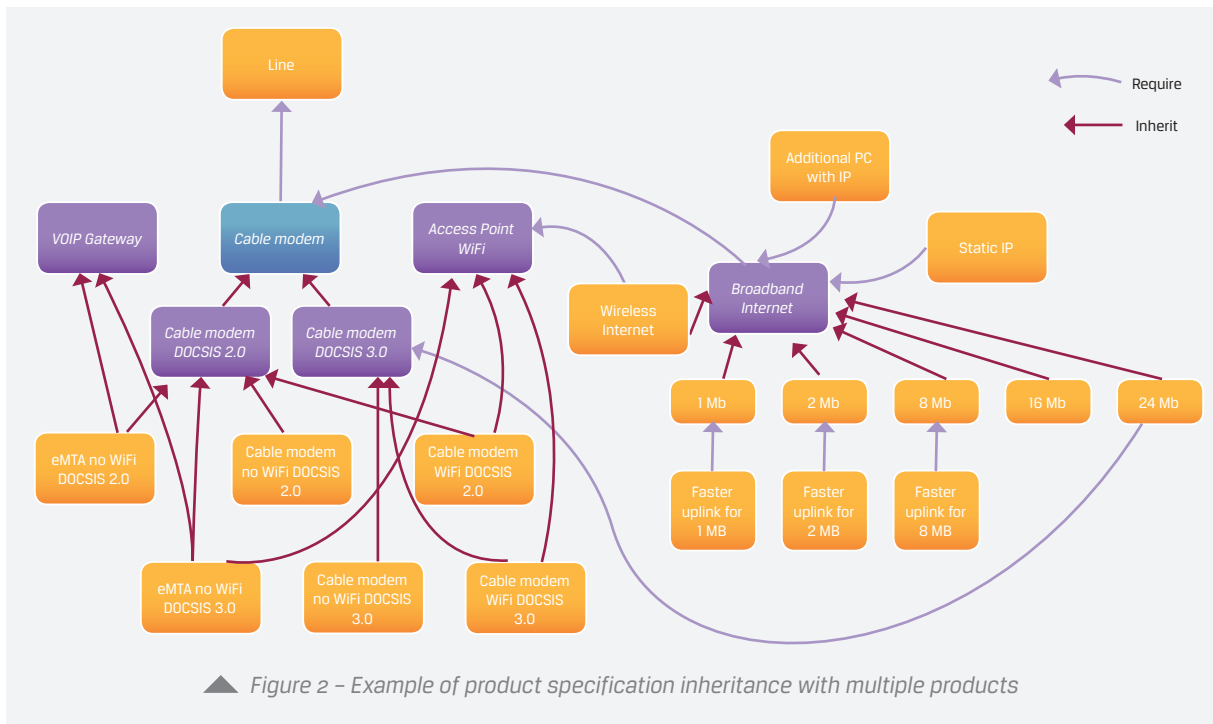 Line
Require
Inherit
Additional PC
with IP
VOIP Gateway
Cable modem
Access Point
WiFi
Static IP
Broadband
Internet
Wireless
Internet
Cable modem
DOCSIS 2.0
Cable modem
DOCSIS 3.0
1 Mb
2 Mb
8 Mb
16 Mb
24 Mb
eMTA no WiFi
DOCSIS 2.0
Cable modem
no WiFi DOCSIS
2.0
Cable modem
WiFi DOCSIS
2.0
Faster
uplink for
1 MB
Faster
uplink for
2 MB
Faster
uplink for
8 MB
eMTA no WiFi
DOCSIS 3.0
Cable modem
no WiFi DOCSIS
3.0
Cable modem
WiFi DOCSIS
3.0
Figure 2 – Example of product specification inheritance with multiple products